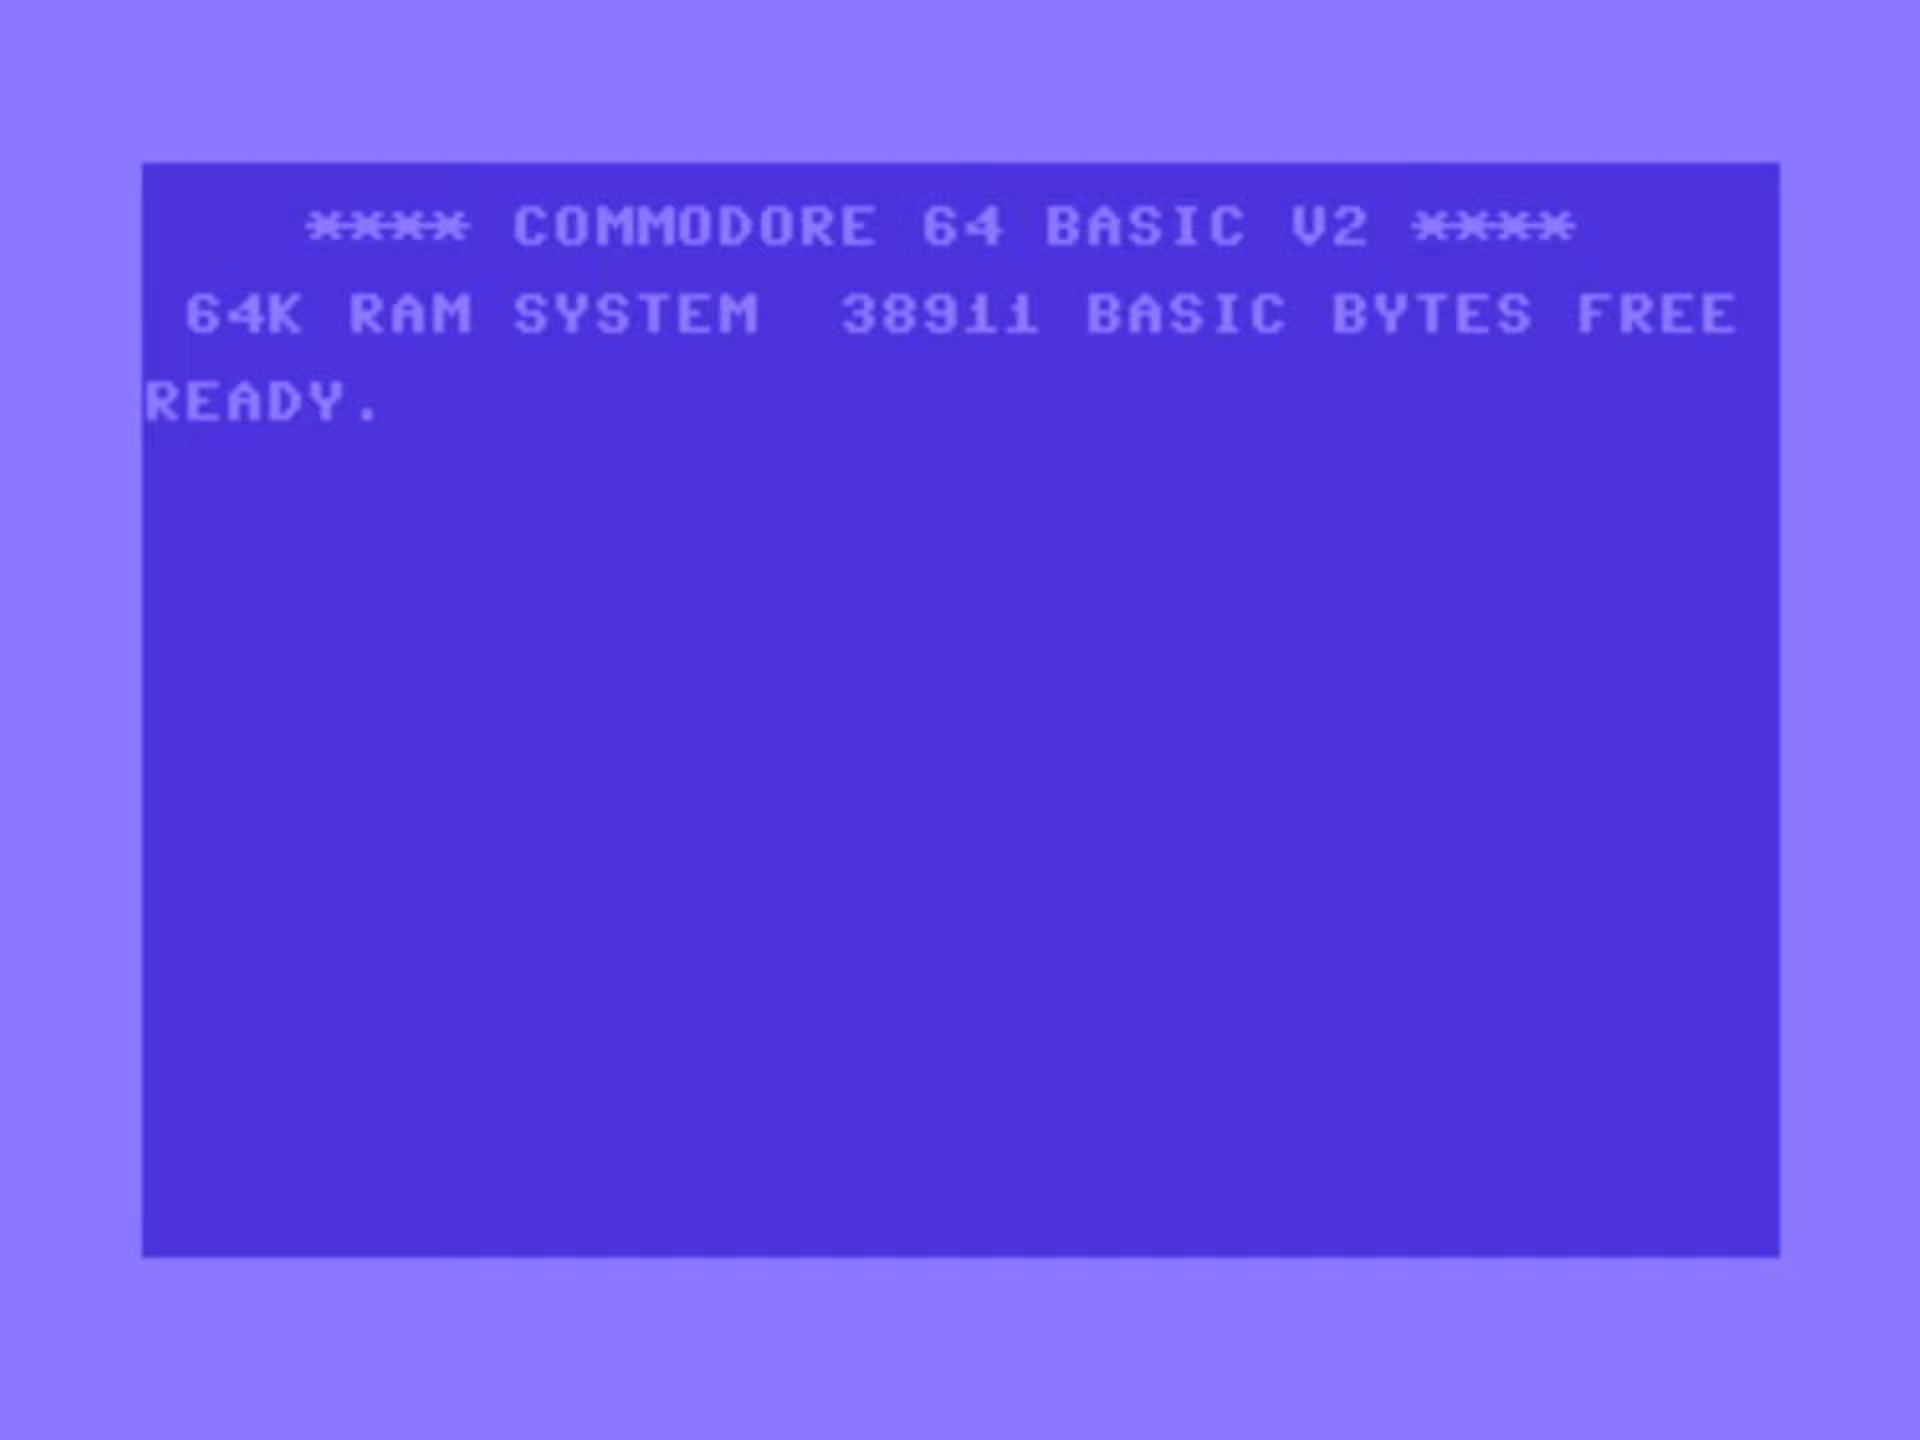 **** COMMODORE 64 BASIC V2 ****
64K RAM SYSTEM  38911 BASIC BYTES FREE
READY.